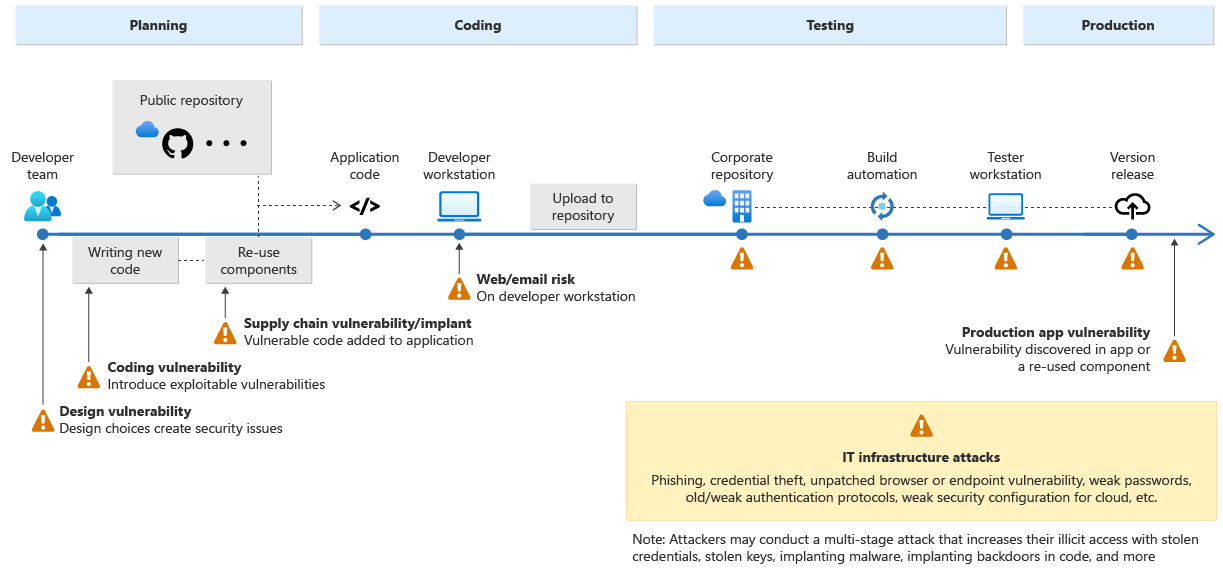 Planning
Coding
Testing
Production
Public repository
Developer
team
Application
code
</>
Developer
workstation
Upload to
repository
Corporate
repository
Build
automation
Tester
workstation
Version
release
Writing new
code
Re-use
components
Web/email risk
On developer workstation
Supply chain vulnerability/implant
Vulnerable code added to application
Coding vulnerability
Introduce exploitable vulnerabilities
Design vulnerability
Design choices create security issues
Production app vulnerability
Vulnerability discovered in app or
a re-used component
IT infrastructure attacks
Phishing, credential theft, unpatched browser or endpoint vulnerability, weak passwords,
old/weak authentication protocols, weak security configuration for cloud, etc.
Note: Attackers may conduct a multi-stage attack that increases their illicit access with stolen
credentials, stolen keys, implanting malware, implanting backdoors in code, and more